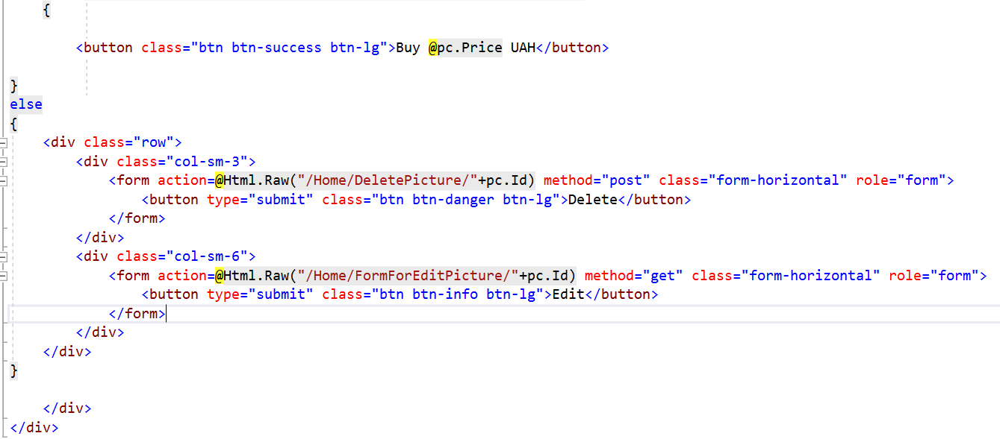 {
<button class="btn btn-success btn-lg">Buy @pc.Price UAH</button>
}
else
{
<div class="row">
<div class="col-sm-3">
<form action=@Html.Raw("/Home/DeletePicture/"+pc.Id) method="post" class="form-horizontal" role="form">
<button type="submit" class="btn btn-danger btn-lg">Delete</button>
</form>
</div>
<div class="col-sm-6">
<form action=@Html.Raw("/Home/FormForEditPicture/"+pc.Id) method="get" class="form-horizontal" role="form">
<button type="submit" class="btn btn-info btn-lg">Edit</button>
</form>
</div>
</div>
}
</div>
</div>